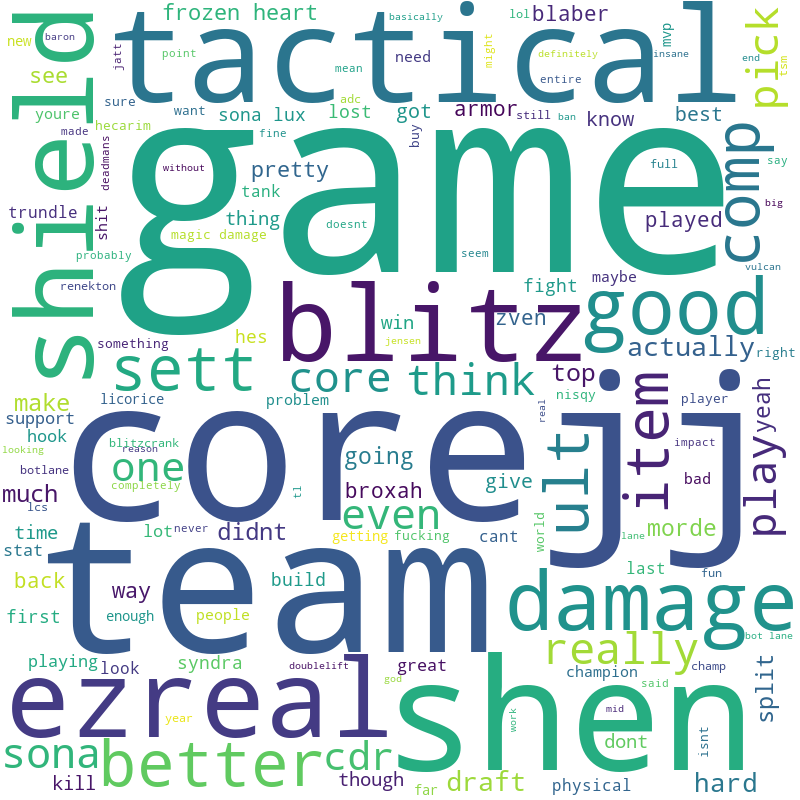 new
baron
frozen heart
basically
lol
blaber
mvp
pick
tsm
shield
tactical
jatt
point
mean
need
might
definitely
entire
insane
end
see
youre
sure
want
sona lux
lost
adc
got
armor
still
ban
know
best
say
made
hecarim
deadmans
fine
buy
game
comp
without
pretty
full
tank
trundle
shit
thing
magic damage
doesnt
played
big
probably
seem
renekton
blitz
fight
maybe
vulcan
good
something
hes
win
zven
jensen
actually
right
sett
core
think
top
item
nisqy
yeah
make
licorice
problem
real
player
support
hook
core jj
ult
play
looking
blitzcrank
reason
one
going
impact
botlane
completely
tl
give
bad
much
broxah
lcs
even
time
lot
never
didnt
getting
fucking
cant
world
morde
lane
stat
team
back
way
build
last
fun
damage
first
enough
people
really
bot lane
playing
look
syndra
doublelift
great
champion
champ
split
ezreal
god
shen
said
year
work
mid
isnt
sona
better
cdr
dont
kill
though
far
draft
physical
hard